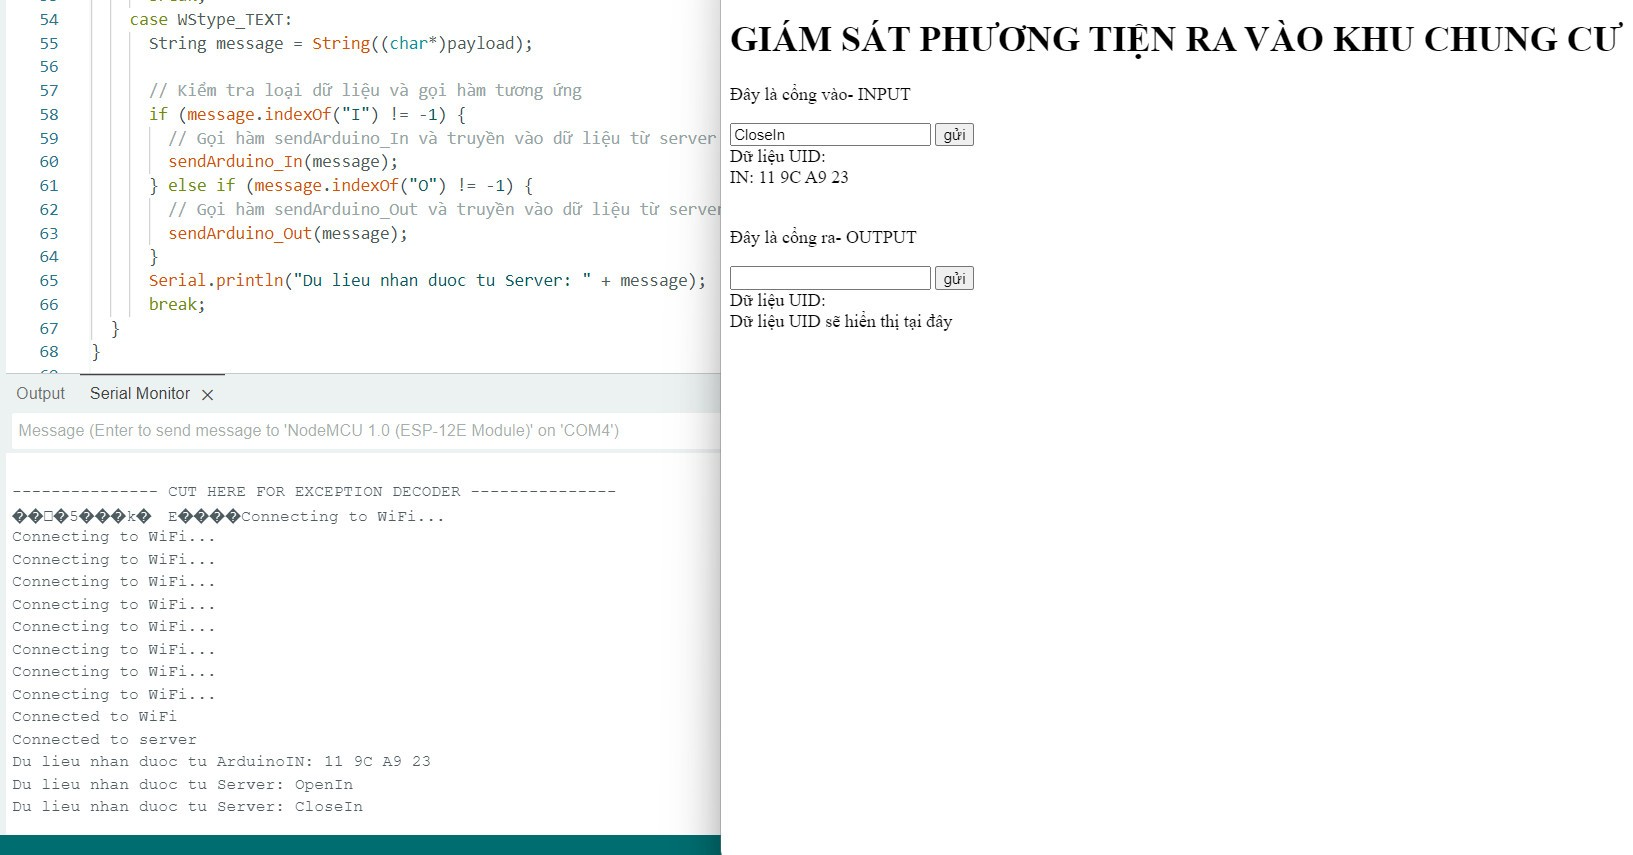 54 case WStype_TEXT:
55 String message = String((char*)payload);
56
57 // Kiểm tra loại dữ liệu và gọi hàm tương ứng
58 if (message.indexOf("I") != -1) {
59 // Gọi hàm sendArduino_In và truyền vào dữ liệu từ server
60 sendArduino_In(message);
61 } else if (message.indexOf("O") != -1) {
62 // Gọi hàm sendArduino_Out và truyền vào dữ liệu từ server
63 sendArduino_Out(message);
64 }
65 Serial.println("Du lieu nhan duoc tu Server: " + message);
66 break;
67 }
68 }
Output Serial Monitor ×
Message (Enter to send message to 'NodeMCU 1.0 (ESP-12E Module)' on 'COM4')
--------------- CUT HERE FOR EXCEPTION DECODER ---------------
��□�5���k� E����Connecting to WiFi...
Connecting to WiFi...
Connecting to WiFi...
Connecting to WiFi...
Connecting to WiFi...
Connecting to WiFi...
Connecting to WiFi...
Connecting to WiFi...
Connecting to WiFi...
Connected to WiFi
Connected to server
Du lieu nhan duoc tu ArduinoIN: 11 9C A9 23
Du lieu nhan duoc tu Server: OpenIn
Du lieu nhan duoc tu Server: CloseIn
GIÁM SÁT PHƯƠNG TIỆN RA VÀO KHU CHUNG CƯ
Đây là cổng vào- INPUT
CloseIn gửi
Dữ liệu UID:
IN: 11 9C A9 23
Đây là cổng ra- OUTPUT
gửi
Dữ liệu UID:
Dữ liệu UID sẽ hiển thị tại đây